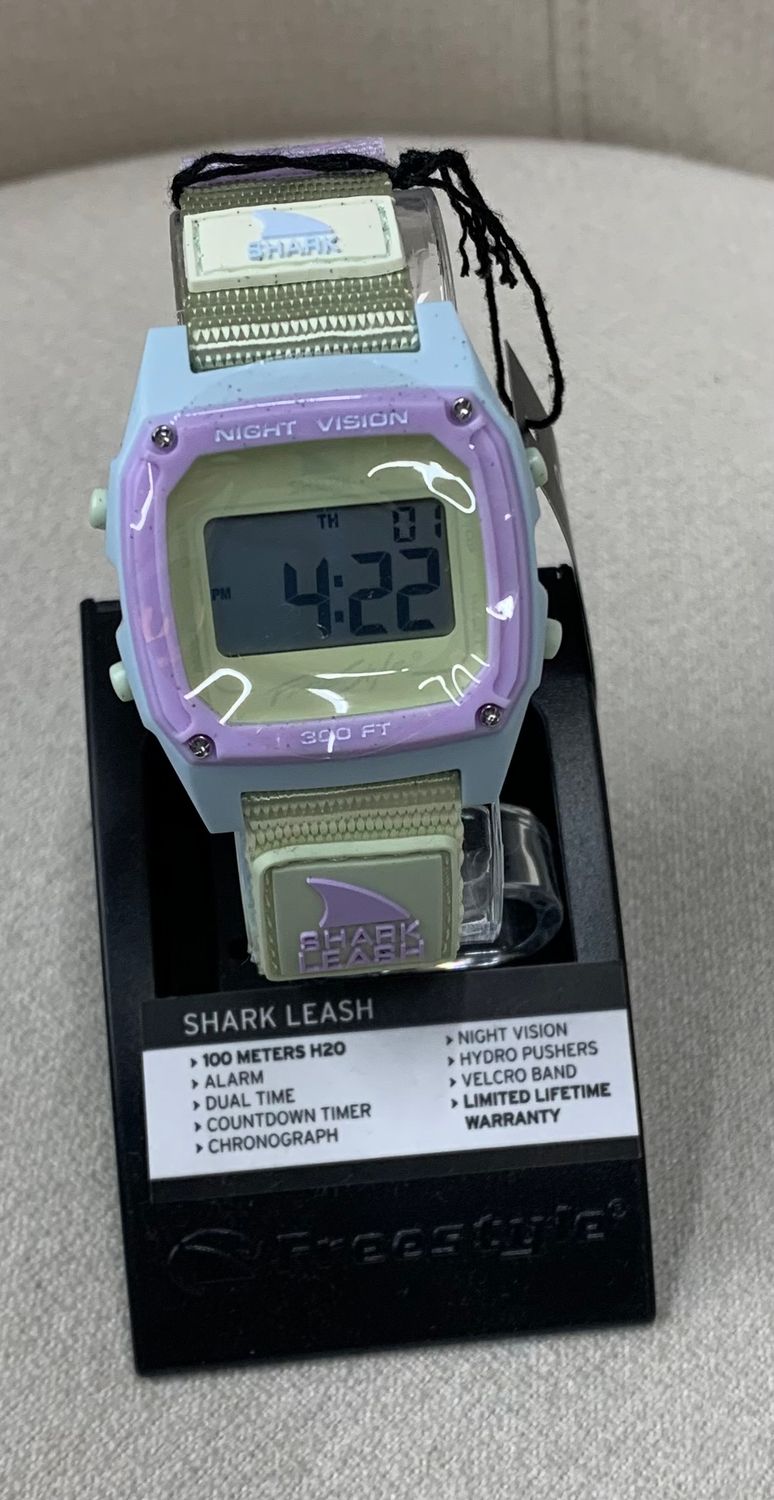 SHARK
NIGHT VISION
TH 01
PM 4:22
300 FT
SHARK
LEASH
SHARK LEASH
› 100 METERS H2O
› ALARM
› DUAL TIME
› COUNTDOWN TIMER
› CHRONOGRAPH
› NIGHT VISION
› HYDRO PUSHERS
› VELCRO BAND
› LIMITED LIFETIME
WARRANTY
Freestyle®